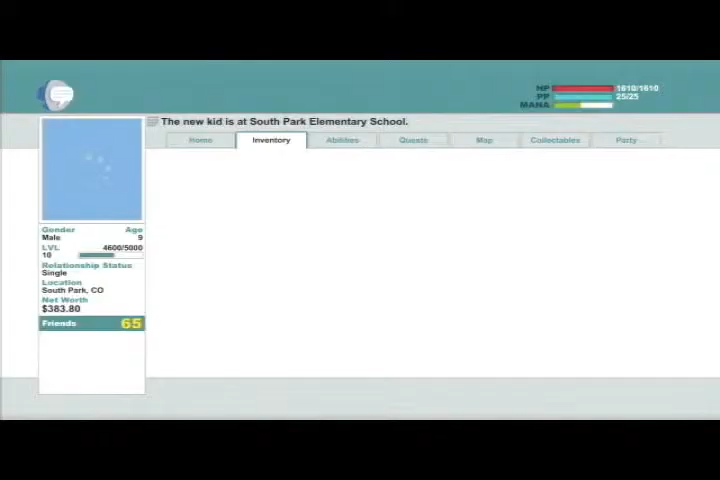 HP 1610/1610
PP 25/25
MANA
The new kid is at South Park Elementary School.
Home Inventory Abilities Quests Map Collectables Party
Gender Age
Male 9
LVL 4600/5000
10
Relationship Status
Single
Location
South Park, CO
Net Worth
$383.80
Friends 65